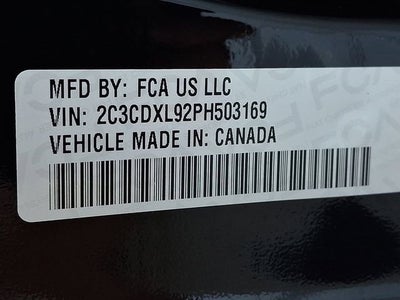 MFD BY: FCA US LLC
VIN: 2C3CDXL92PH503169
VEHICLE MADE IN: CANADA